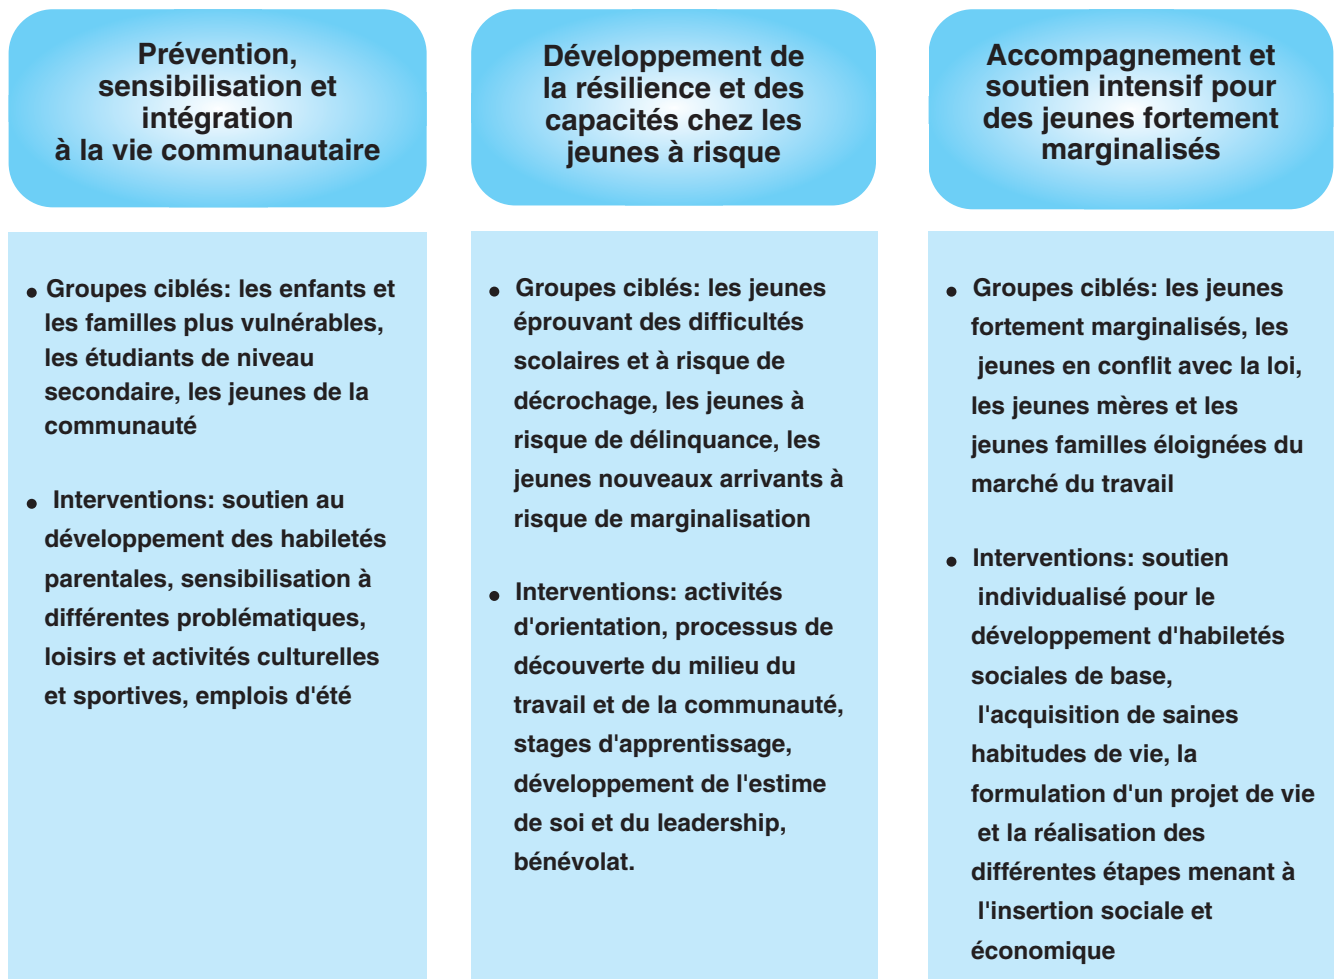 Prévention,
sensibilisation et
intégration
à la vie communautaire
• Groupes ciblés: les enfants et
les familles plus vulnérables,
les étudiants de niveau
secondaire, les jeunes de la
communauté
• Interventions: soutien au
développement des habiletés
parentales, sensibilisation à
différentes problématiques,
loisirs et activités culturelles
et sportives, emplois d'été
Développement de
la résilience et des
capacités chez les
jeunes à risque
• Groupes ciblés: les jeunes
éprouvant des difficultés
scolaires et à risque de
décrochage, les jeunes à
risque de délinquance, les
jeunes nouveaux arrivants à
risque de marginalisation
• Interventions: activités
d'orientation, processus de
découverte du milieu du
travail et de la communauté,
stages d'apprentissage,
développement de l'estime
de soi et du leadership,
bénévolat.
Accompagnement et
soutien intensif pour
des jeunes fortement
marginalisés
• Groupes ciblés: les jeunes
fortement marginalisés, les
jeunes en conflit avec la loi,
les jeunes mères et les
jeunes familles éloignées du
marché du travail
• Interventions: soutien
individualisé pour le
développement d'habiletés
sociales de base,
l'acquisition de saines
habitudes de vie, la
formulation d'un projet de vie
et la réalisation des
différentes étapes menant à
l'insertion sociale et
économique